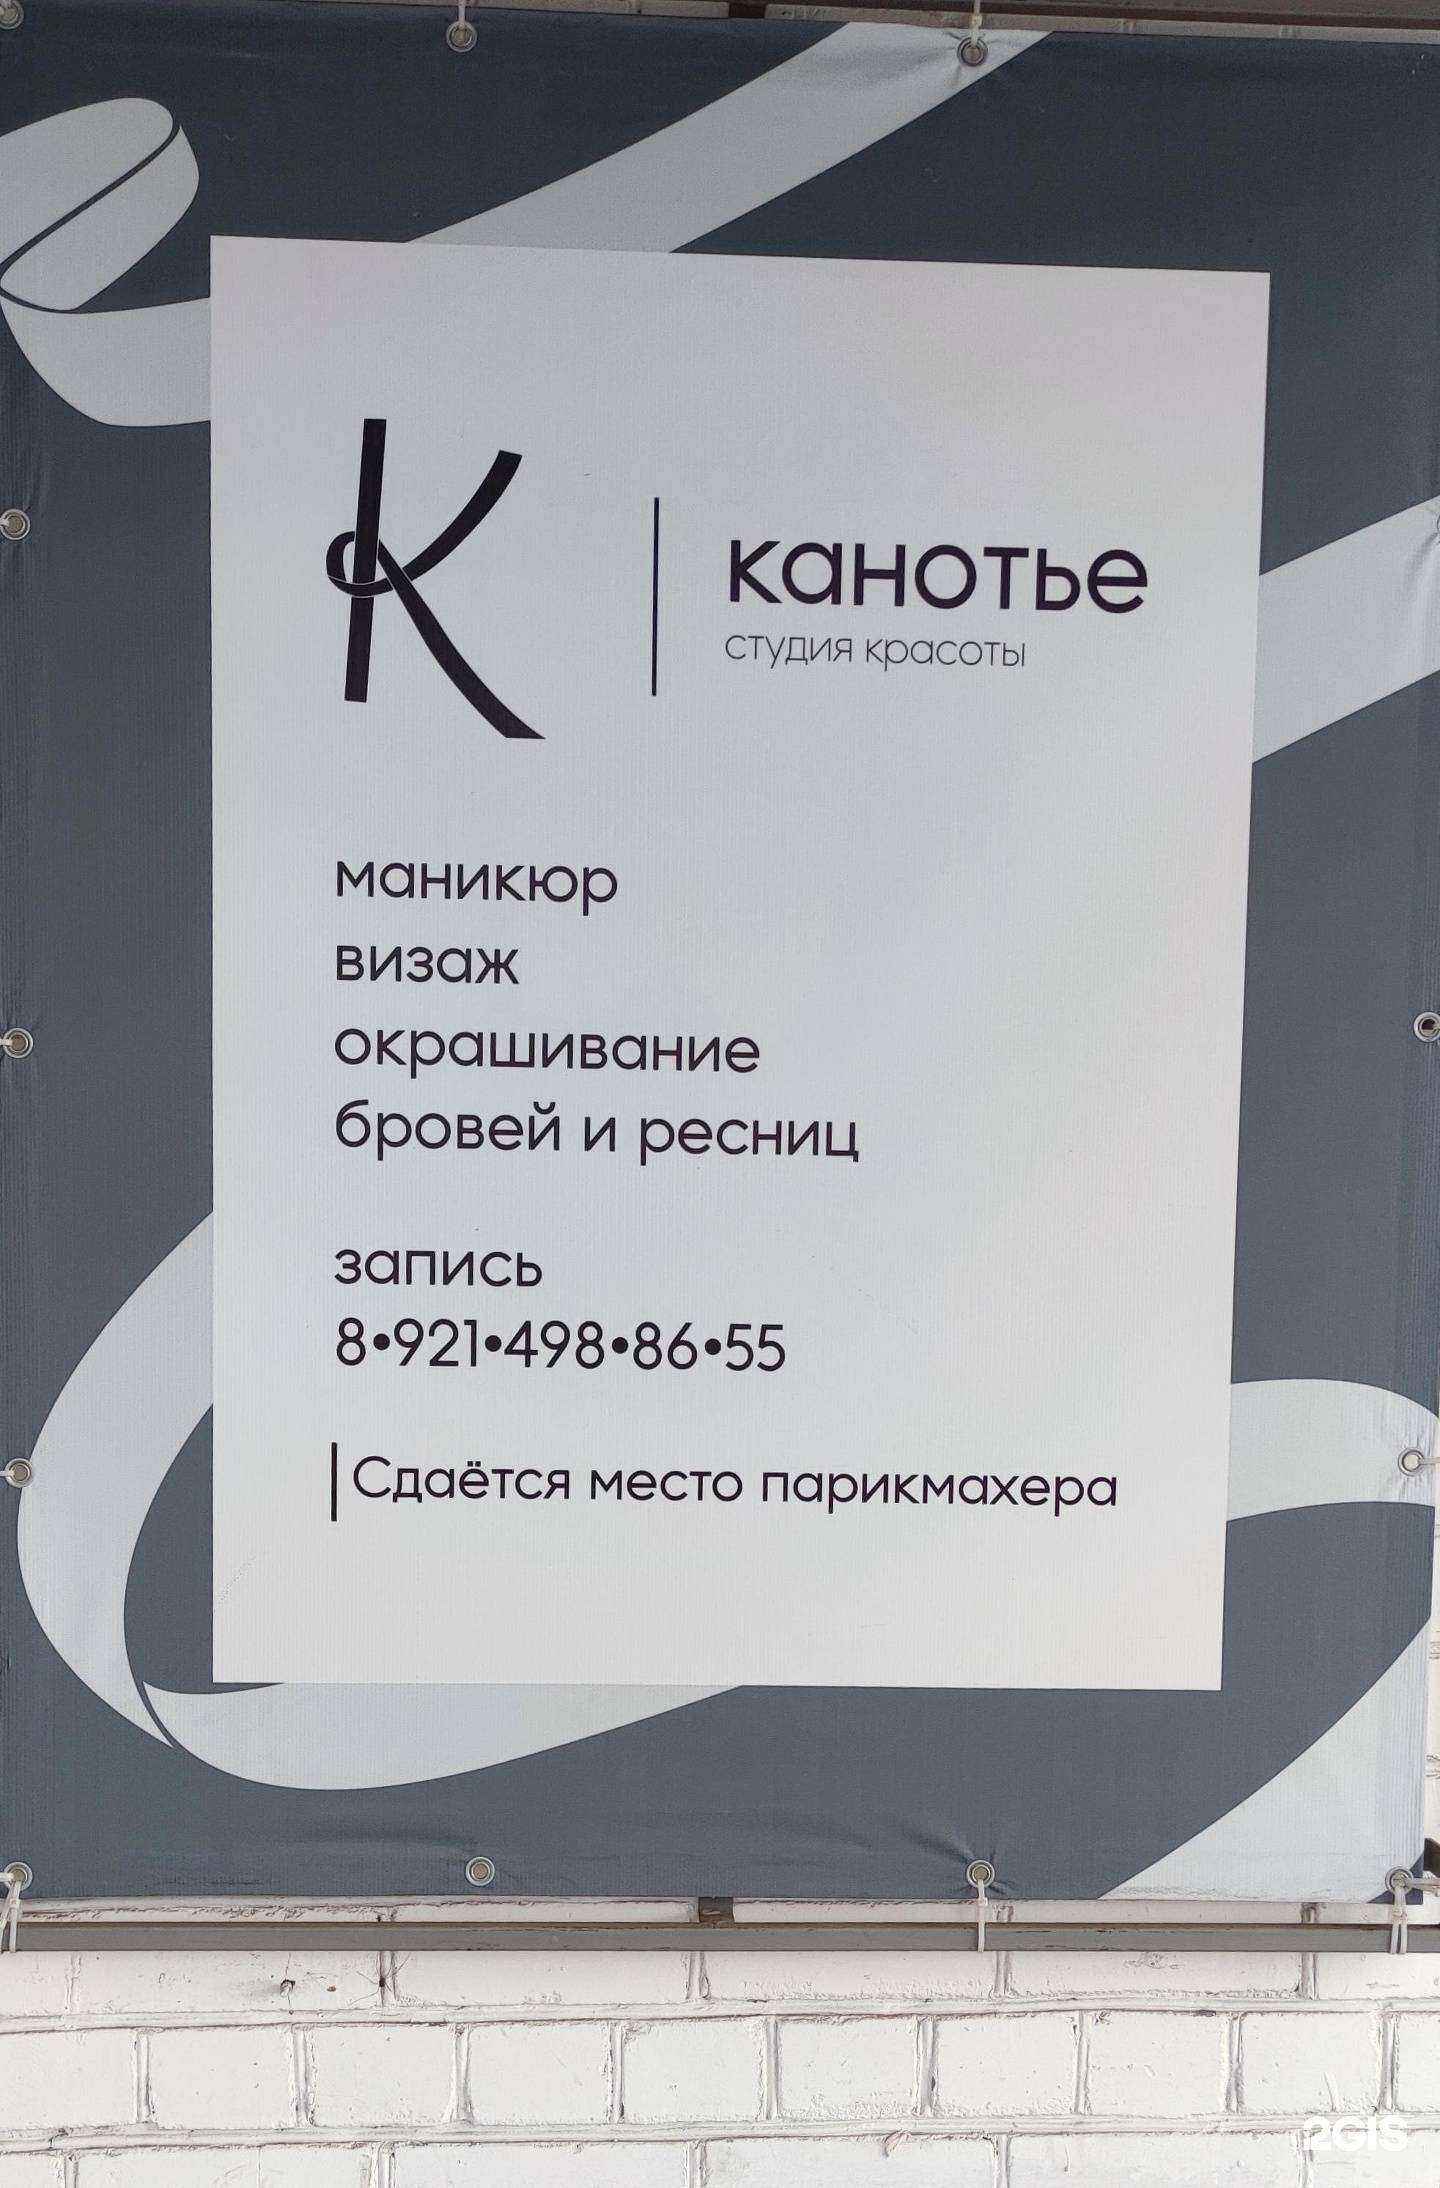 К
канотье
студия красоты
маникюр
визаж
окрашивание
бровей и ресниц
запись
8•921•498•86•55
Сдаётся место парикмахера
2GIS